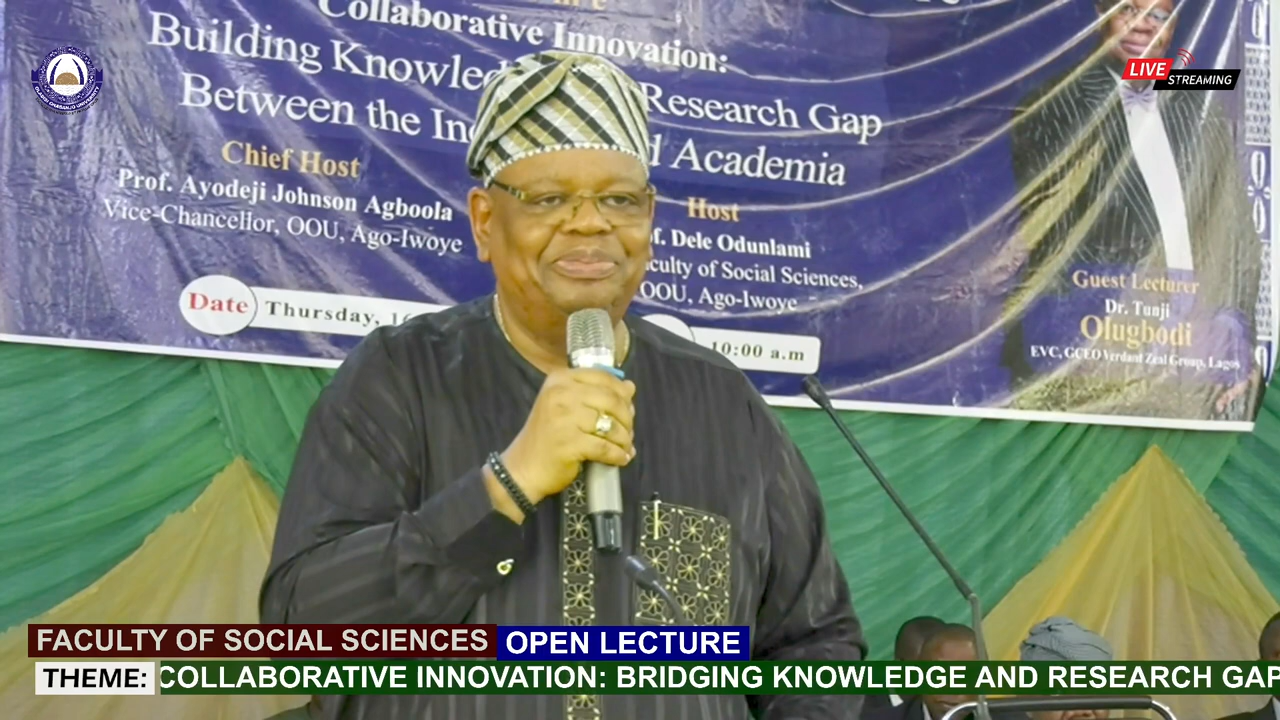 Collaborative Innovation:
Building Knowled Research Gap
Between the In d Academia
Chief Host
Prof. Ayodeji Johnson Agboola
Vice-Chancellor, OOU, Ago-Iwoye
Host
f. Dele Odunlami
culty of Social Sciences,
OOU, Ago-Iwoye
Date Thursday, 16
10:00 a.m
Guest Lecturer
Dr. Tunji
Olugbodi
EVC, GCEO Verdant Zeal Group, Lagos
LIVE
STREAMING
FACULTY OF SOCIAL SCIENCES OPEN LECTURE
THEME: COLLABORATIVE INNOVATION: BRIDGING KNOWLEDGE AND RESEARCH GAP